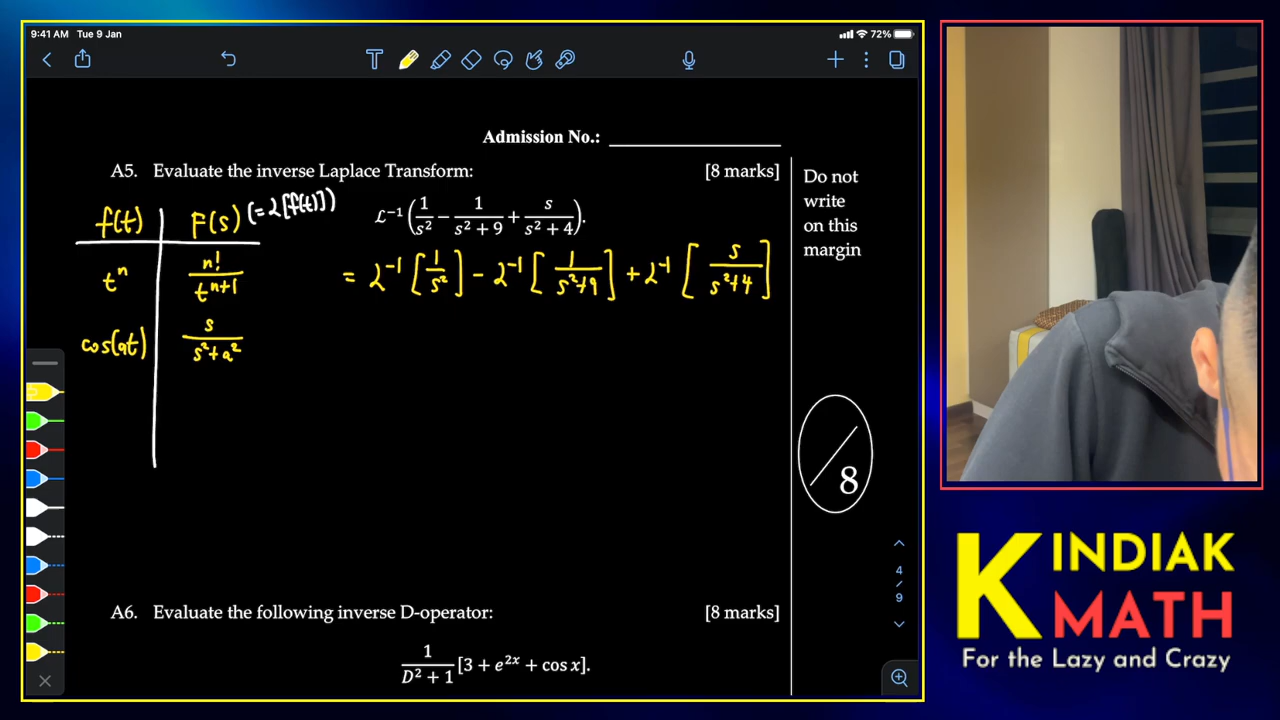 9:41 AM Tue 9 Jan
72%
T
Admission No.: ____________
A5. Evaluate the inverse Laplace Transform: [8 marks]
Do not
write
on this
margin
f(t) F(s) (= ℒ[f(t)])
ℒ⁻¹(1/s² − 1/(s² + 9) + s/(s² + 4)).
tⁿ n!/tⁿ⁺¹
= ℒ⁻¹[1/s²] − ℒ⁻¹[1/(s²+9)] + ℒ⁻¹[s/(s²+4)]
cos(at) s/(s²+a²)
/8
4
/
9
A6. Evaluate the following inverse D-operator: [8 marks]
1/(D² + 1) [3 + e²ˣ + cos x].
KINDIAK
MATH
For the Lazy and Crazy